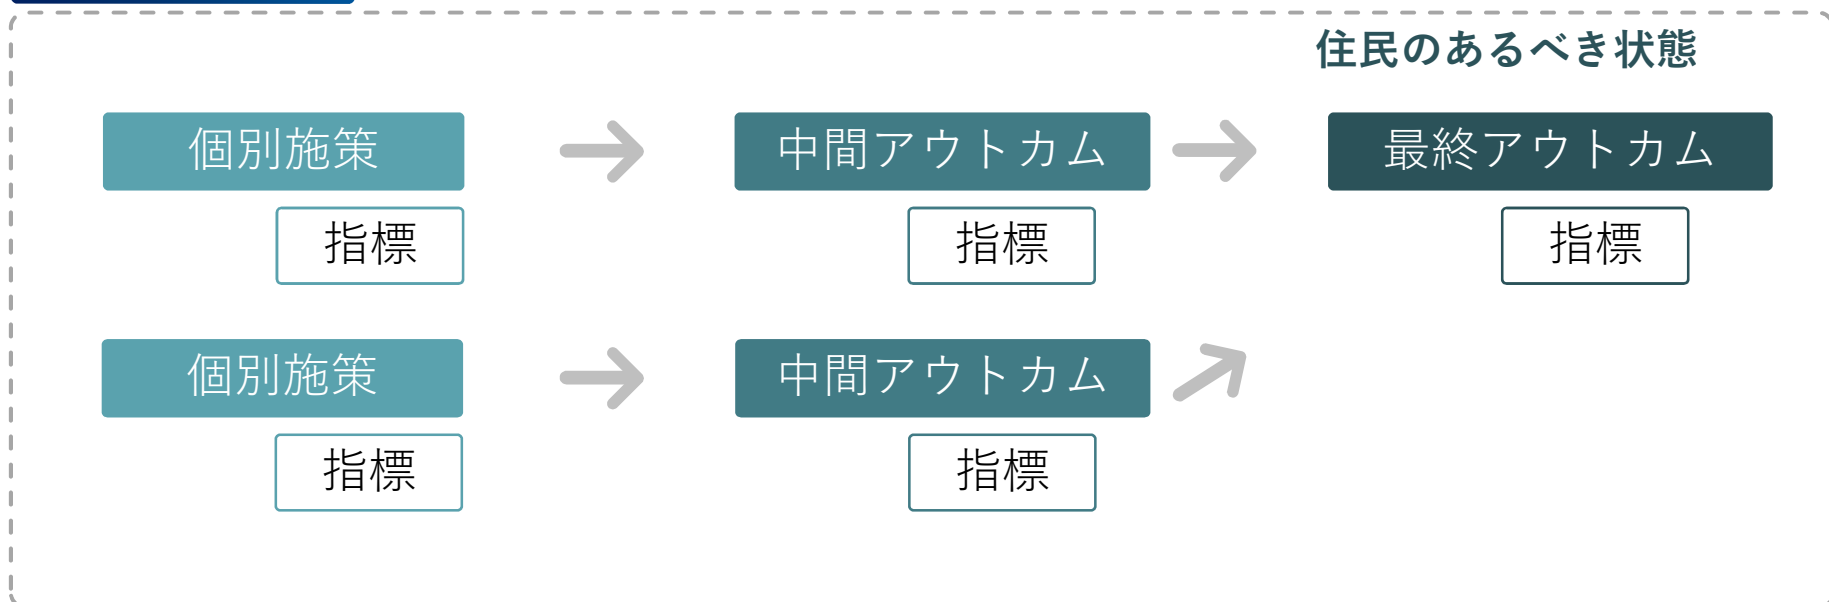 住民のあるべき状態
個別施策
中間アウトカム
最終アウトカム
指標
指標
指標
個別施策
中間アウトカム
指標
指標